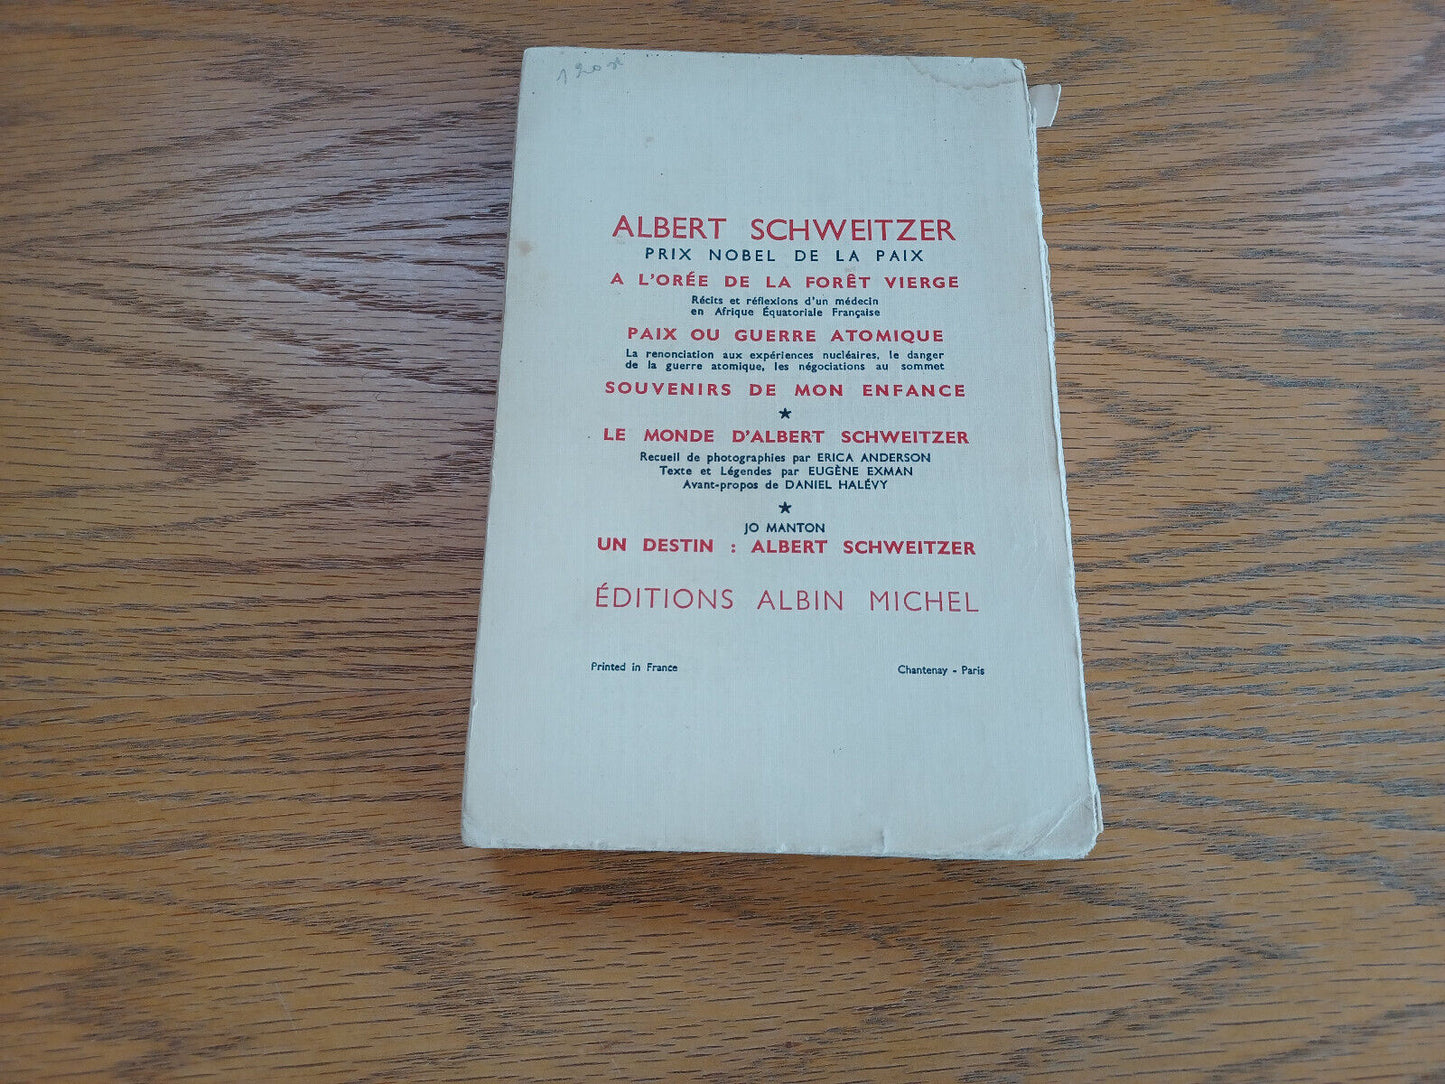 ALBERT SCHWEITZER
PRIX NOBEL DE LA PAIX
A L'ORÉE DE LA FORÊT VIERGE
Récits et réflexions d'un médecin
en Afrique Équatoriale Française
PAIX OU GUERRE ATOMIQUE
La renonciation aux expériences nucléaires, le danger
de la guerre atomique, les négociations au sommet
SOUVENIRS DE MON ENFANCE
★
LE MONDE D'ALBERT SCHWEITZER
Recueil de photographies par ERICA ANDERSON
Texte et Légendes par EUGÈNE EXMAN
Avant-propos de DANIEL HALÉVY
★
JO MANTON
UN DESTIN : ALBERT SCHWEITZER
ÉDITIONS ALBIN MICHEL
Printed in France
Chantenay - Paris